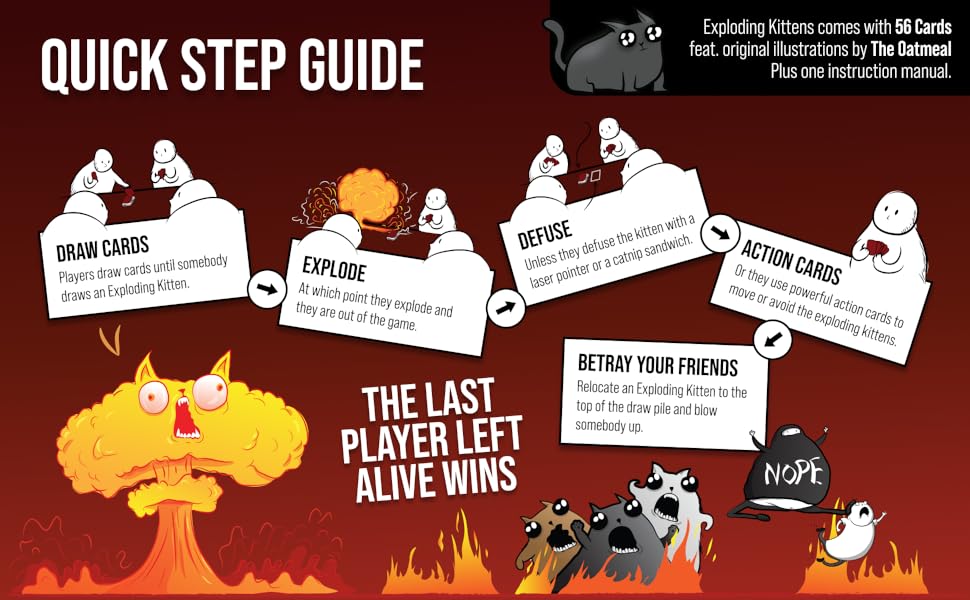 QUICK STEP GUIDE
Exploding Kittens comes with 56 Cards
feat. original illustrations by The Oatmeal
Plus one instruction manual.
DRAW CARDS
Players draw cards until somebody
draws an Exploding Kitten.
EXPLODE
At which point they explode and
they are out of the game.
DEFUSE
Unless they defuse the kitten with a
laser pointer or a catnip sandwich.
ACTION CARDS
Or they use powerful action cards to
move or avoid the exploding kittens.
BETRAY YOUR FRIENDS
Relocate an Exploding Kitten to the
top of the draw pile and blow
somebody up.
THE LAST
PLAYER LEFT
ALIVE WINS
NOPE